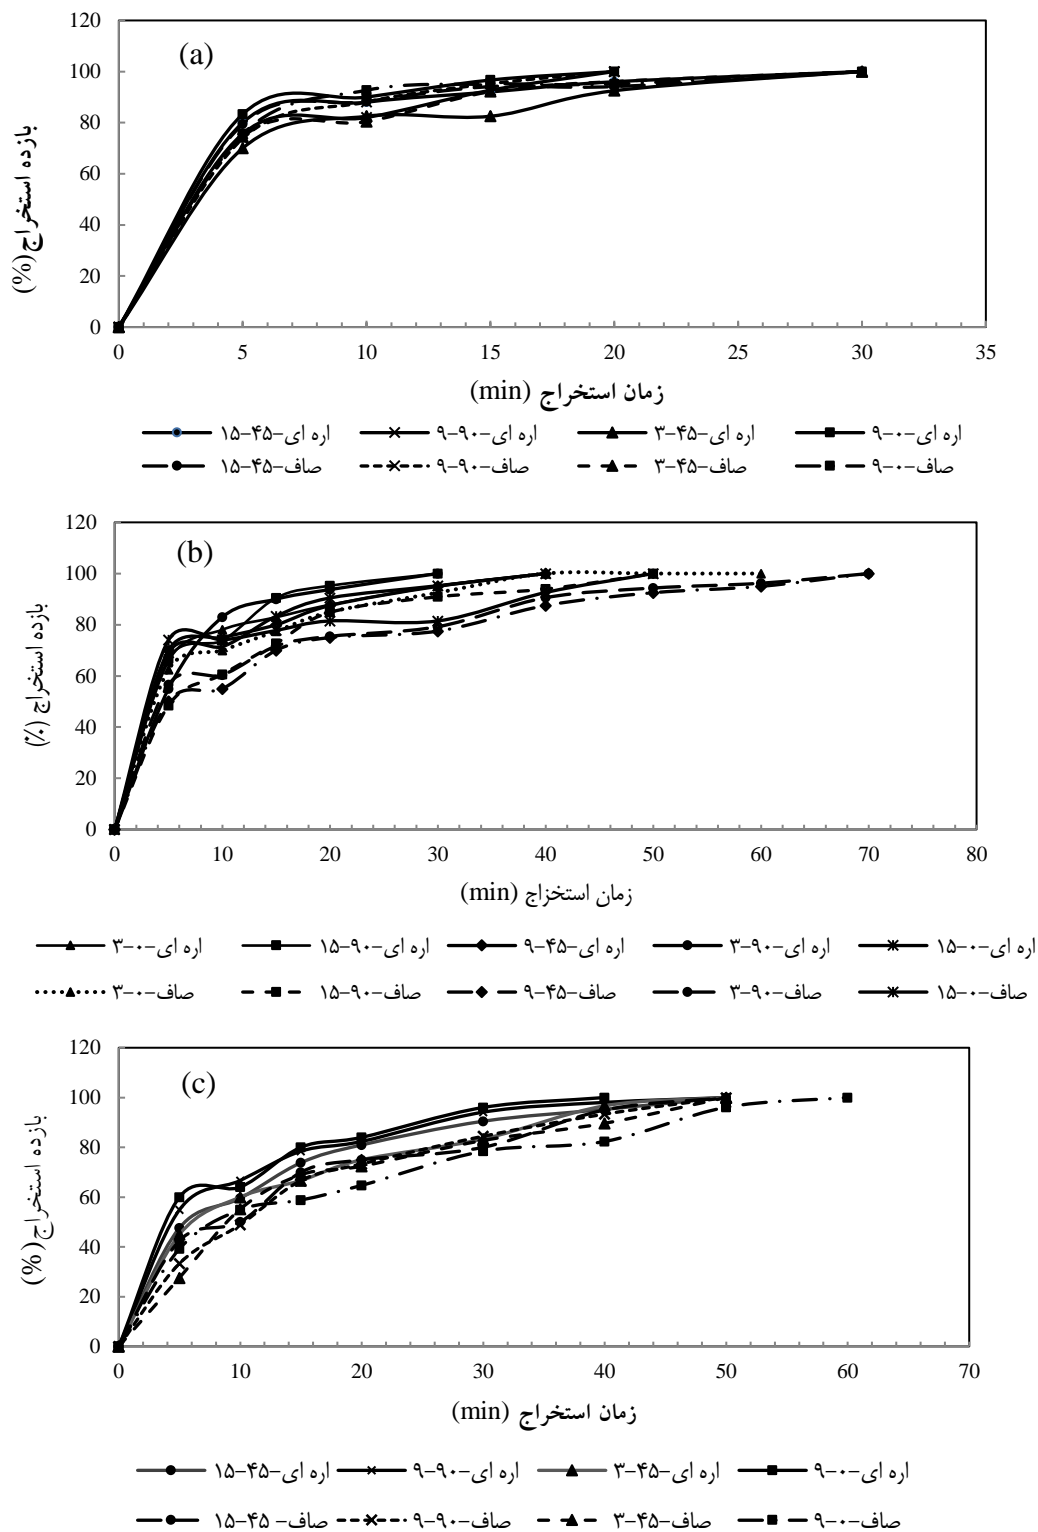 (a)
120
100
80
60
40
20
0
بازده استخراج(%)
0 5 10 15 20 25 30 35
زمان استخراج (min)
اره ای-۴۵-۱۵ اره ای-۹۰-۹ اره ای-۴۵-۳ اره ای-۰-۹
صاف-۴۵-۱۵ صاف-۹۰-۹ صاف-۴۵-۳ صاف-۰-۹
(b)
120
100
80
60
40
20
0
بازده استخراج (٪)
0 10 20 30 40 50 60 70 80
زمان استخزاج (min)
اره ای-۰-۳ اره ای-۹۰-۱۵ اره ای-۴۵-۹ اره ای-۹۰-۳ اره ای-۰-۱۵
صاف-۰-۳ صاف-۹۰-۱۵ صاف-۴۵-۹ صاف-۹۰-۳ صاف-۰-۱۵
(c)
120
100
80
60
40
20
0
بازده استخراج(%)
0 10 20 30 40 50 60 70
زمان استخراج (min)
اره ای-۴۵-۱۵ اره ای-۹۰-۹ اره ای-۴۵-۳ اره ای-۰-۹
صاف- ۴۵-۱۵ صاف-۹۰-۹ صاف-۴۵-۳ صاف-۰-۹